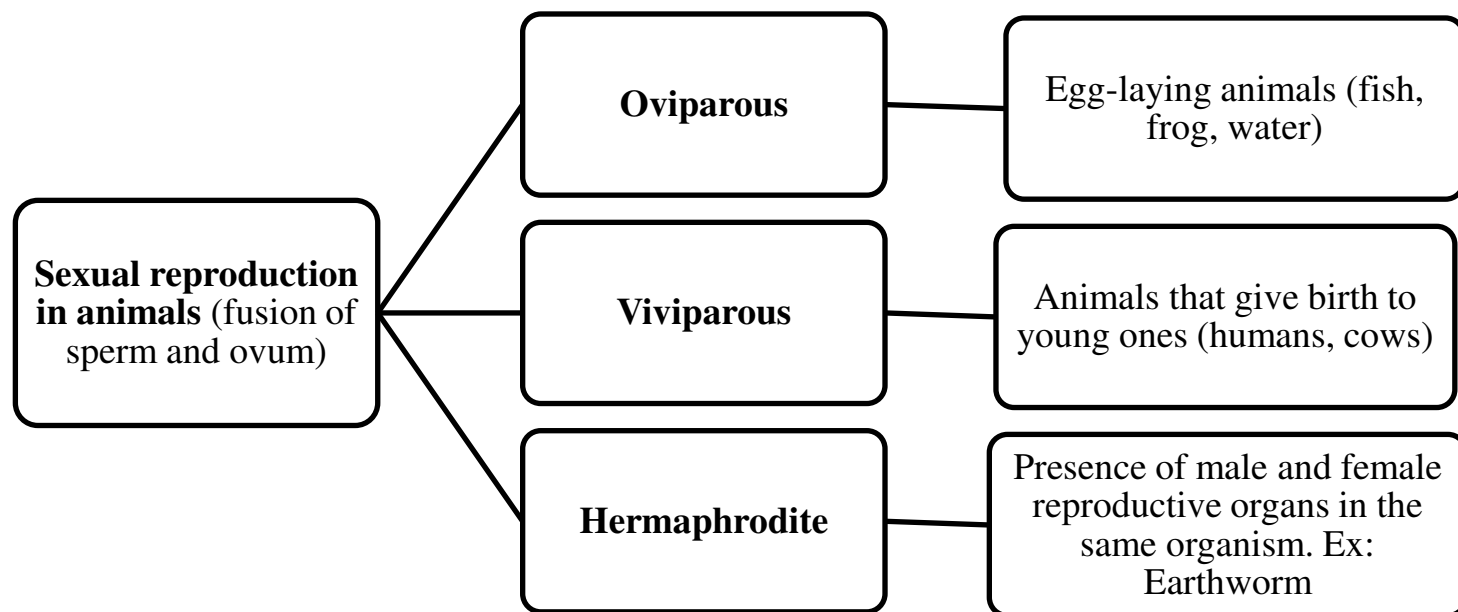 Sexual reproduction
in animals (fusion of
sperm and ovum)
Oviparous
Egg-laying animals (fish,
frog, water)
Viviparous
Animals that give birth to
young ones (humans, cows)
Hermaphrodite
Presence of male and female
reproductive organs in the
same organism. Ex:
Earthworm